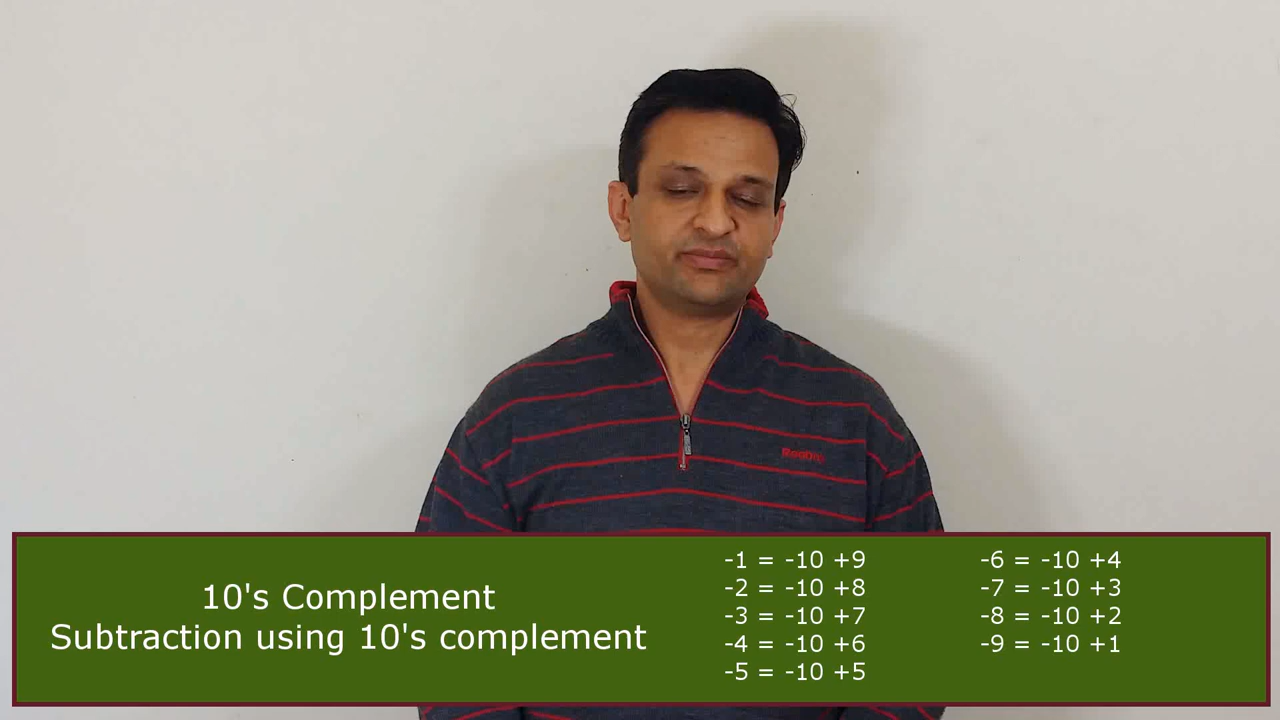 Reebok
10's Complement
Subtraction using 10's complement
-1 = -10 +9
-2 = -10 +8
-3 = -10 +7
-4 = -10 +6
-5 = -10 +5
-6 = -10 +4
-7 = -10 +3
-8 = -10 +2
-9 = -10 +1